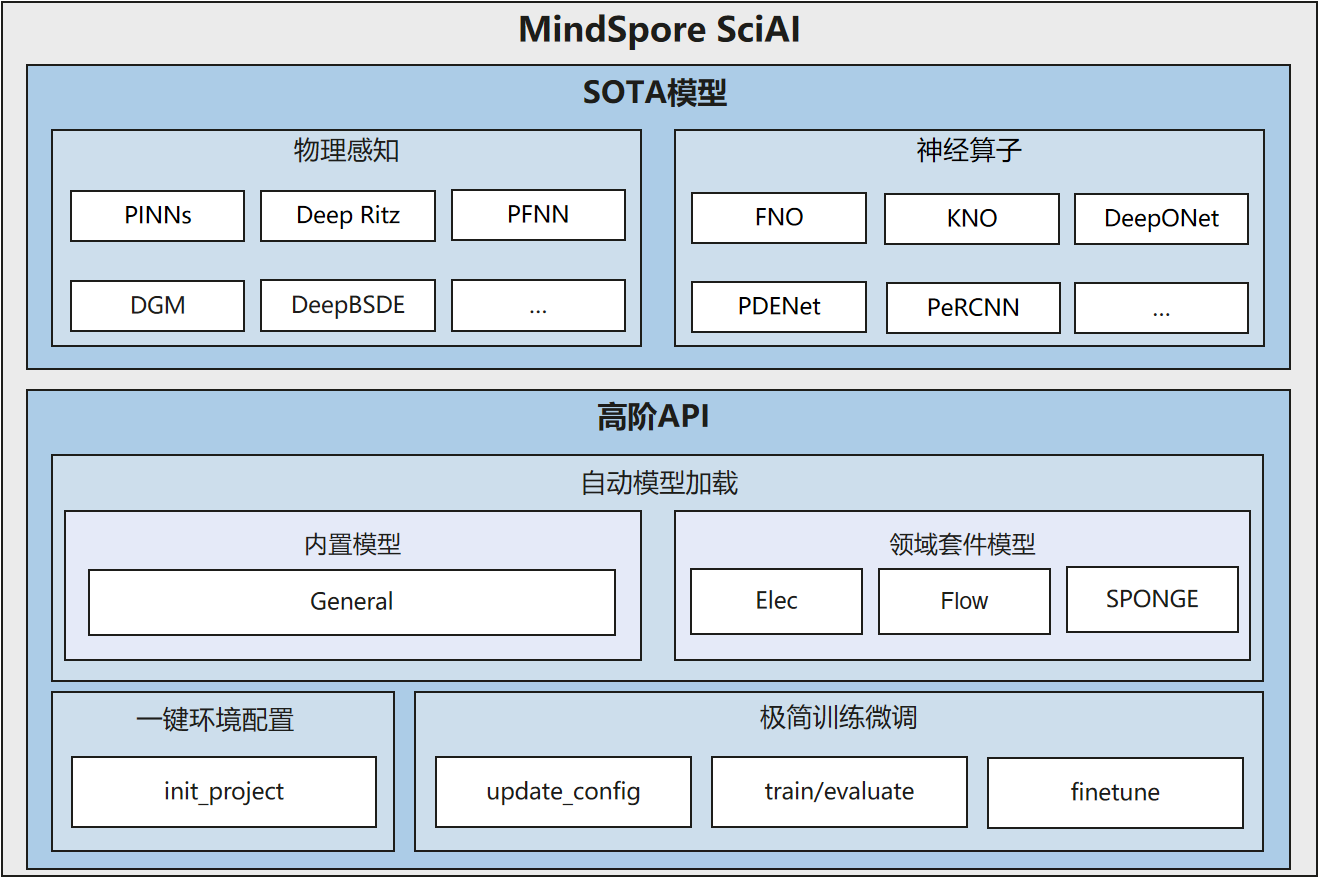 MindSpore SciAI
SOTA模型
物理感知
PINNs
Deep Ritz
PFNN
DGM
DeepBSDE
...
神经算子
FNO
KNO
DeepONet
PDENet
PeRCNN
...
高阶API
自动模型加载
内置模型
General
领域套件模型
Elec
Flow
SPONGE
一键环境配置
init_project
极简训练微调
update_config
train/evaluate
finetune